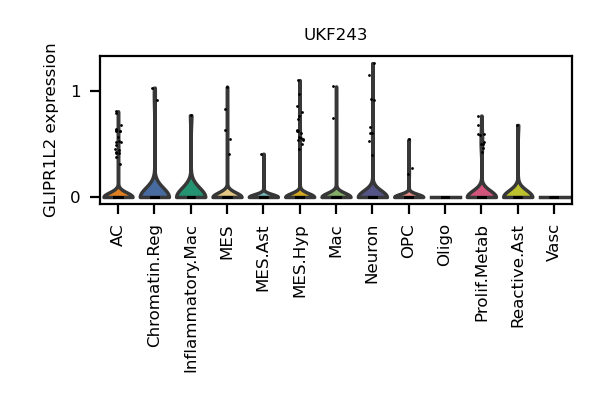 UKF243
GLIPR1L2 expression
1
0
AC
Chromatin.Reg
Inflammatory.Mac
MES
MES.Ast
MES.Hyp
Mac
Neuron
OPC
Oligo
Prolif.Metab
Reactive.Ast
Vasc